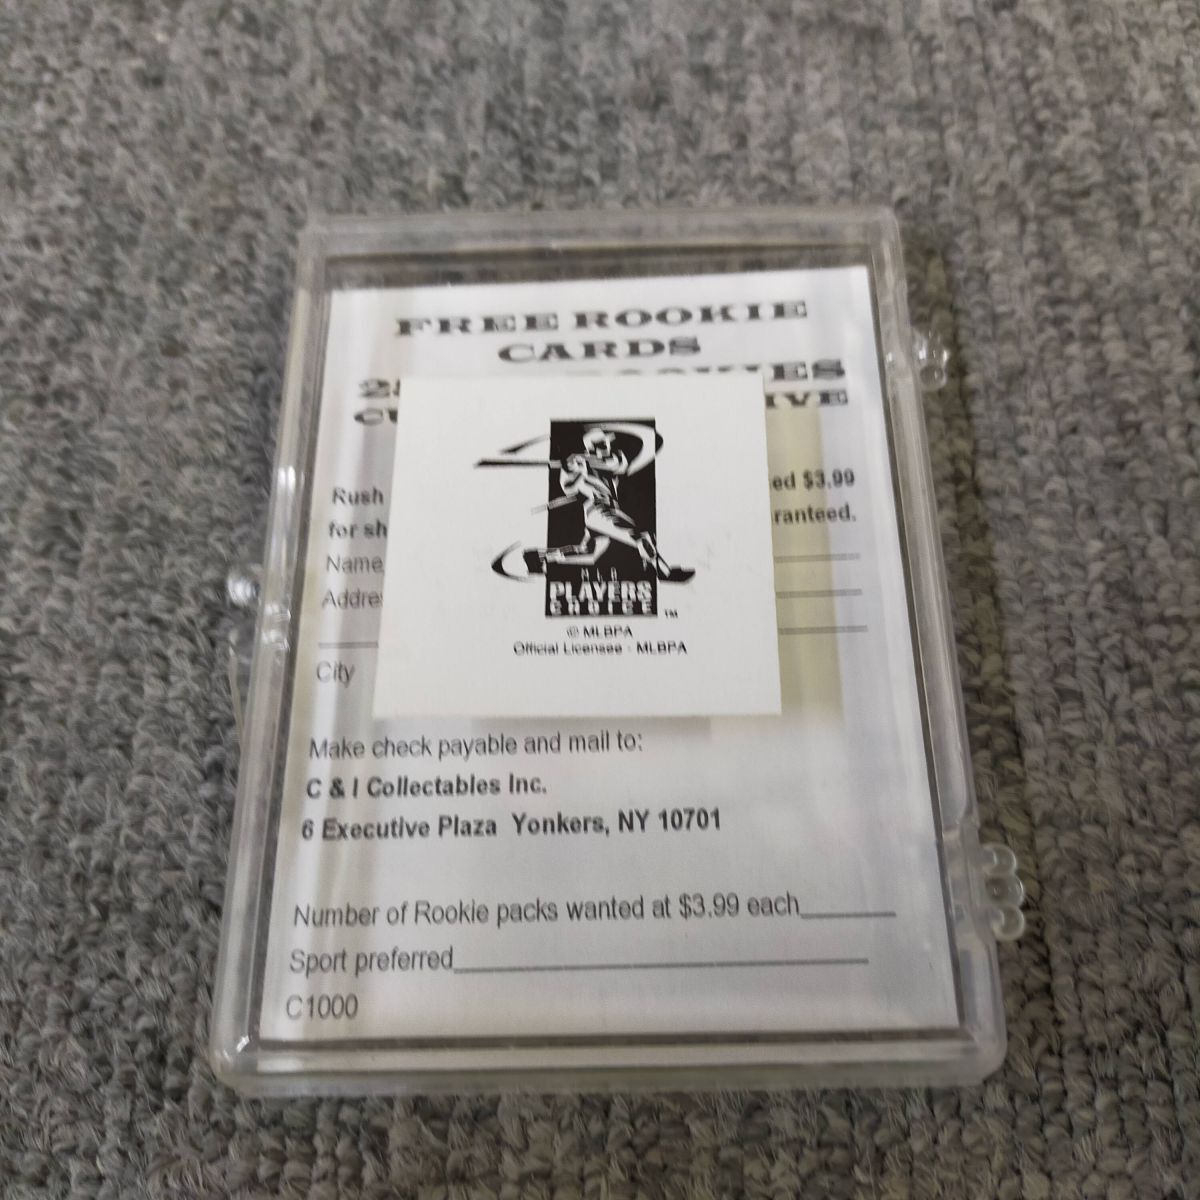 FREE ROOKIE
CARDS
Rush ed $3.99
for sh ranteed.
Name
Addre
City
MLB
PLAYERS
CHOICE ™
© MLBPA
Official Licensee - MLBPA
Make check payable and mail to:
C & I Collectables Inc.
6 Executive Plaza Yonkers, NY 10701
Number of Rookie packs wanted at $3.99 each
Sport preferred
C1000